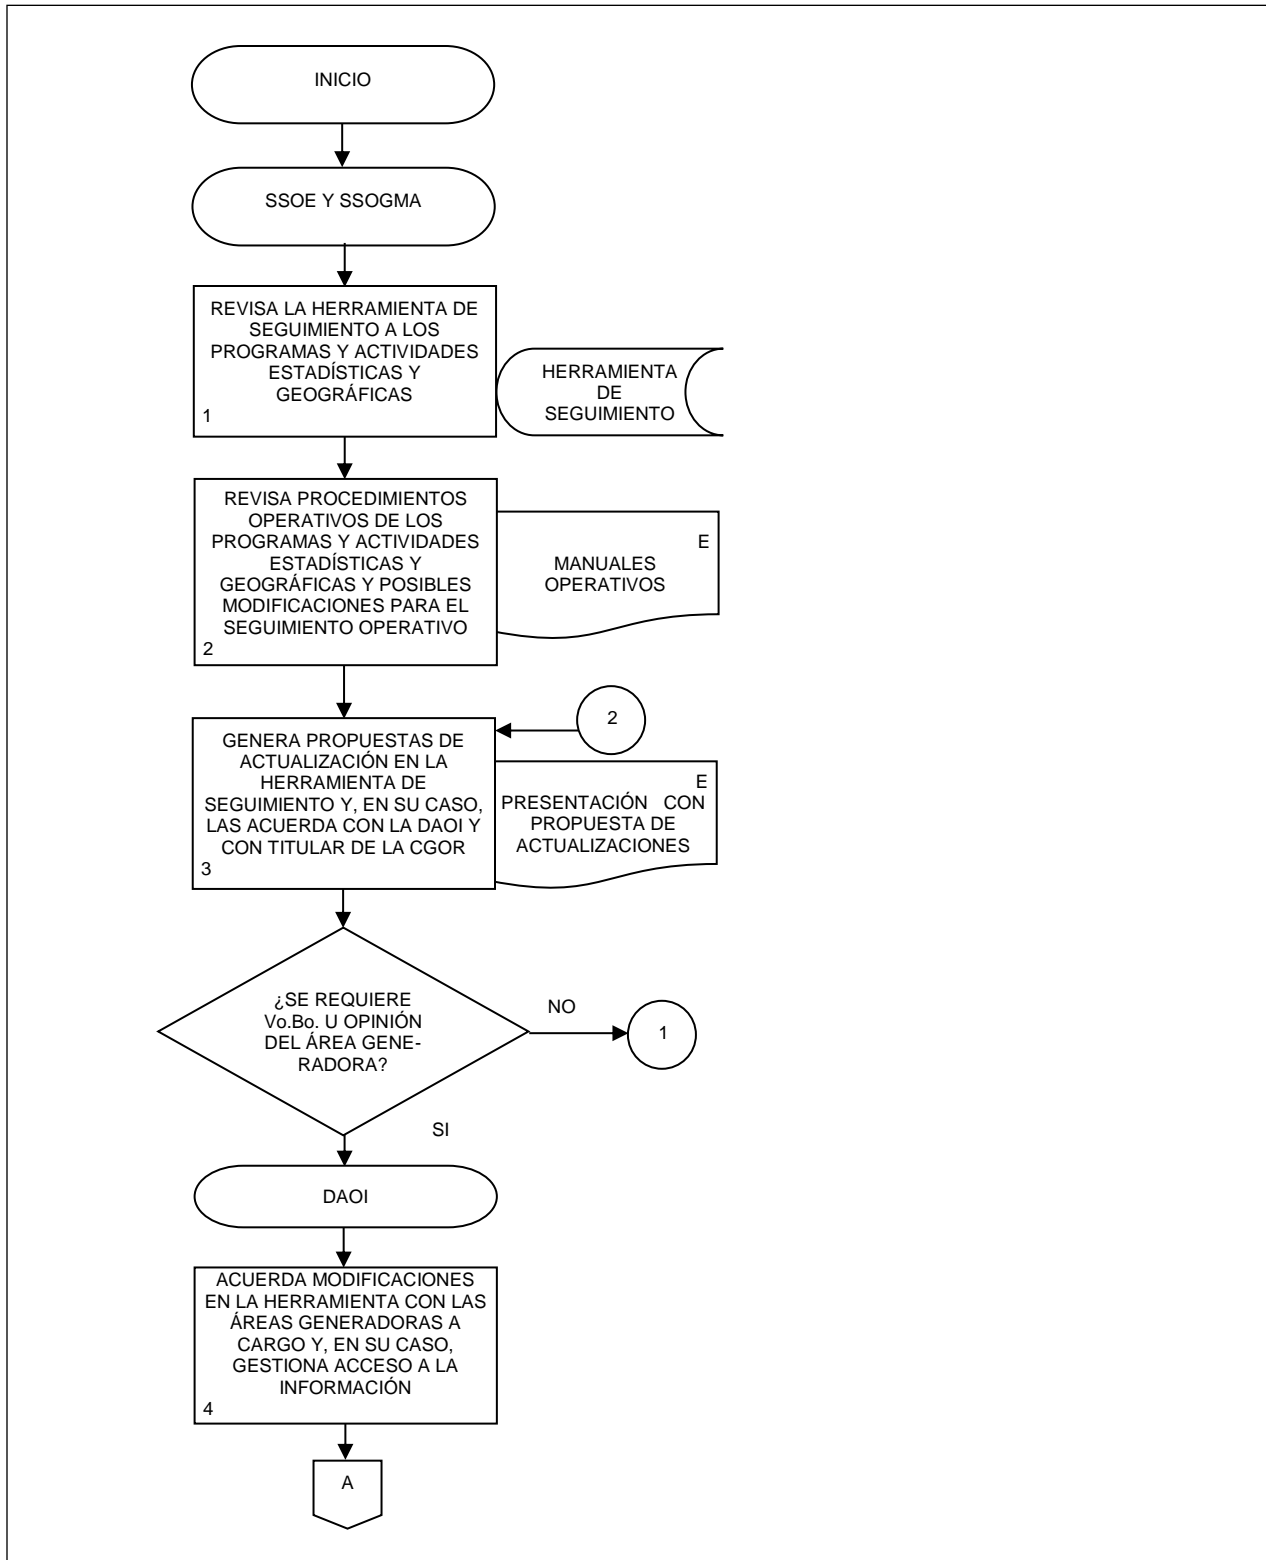 INICIO
SSOE Y SSOGMA
REVISA LA HERRAMIENTA DE
SEGUIMIENTO A LOS
PROGRAMAS Y ACTIVIDADES
ESTADÍSTICAS Y
GEOGRÁFICAS
1
HERRAMIENTA
DE
SEGUIMIENTO
REVISA PROCEDIMIENTOS
OPERATIVOS DE LOS
PROGRAMAS Y ACTIVIDADES
ESTADÍSTICAS Y
GEOGRÁFICAS Y POSIBLES
MODIFICACIONES PARA EL
SEGUIMIENTO OPERATIVO
2
E
MANUALES
OPERATIVOS
2
GENERA PROPUESTAS DE
ACTUALIZACIÓN EN LA
HERRAMIENTA DE
SEGUIMIENTO Y, EN SU CASO,
LAS ACUERDA CON LA DAOI Y
CON TITULAR DE LA CGOR
3
E
PRESENTACIÓN CON
PROPUESTA DE
ACTUALIZACIONES
¿SE REQUIERE
Vo.Bo. U OPINIÓN
DEL ÁREA GENE-
RADORA?
NO
1
SI
DAOI
ACUERDA MODIFICACIONES
EN LA HERRAMIENTA CON LAS
ÁREAS GENERADORAS A
CARGO Y, EN SU CASO,
GESTIONA ACCESO A LA
INFORMACIÓN
4
A